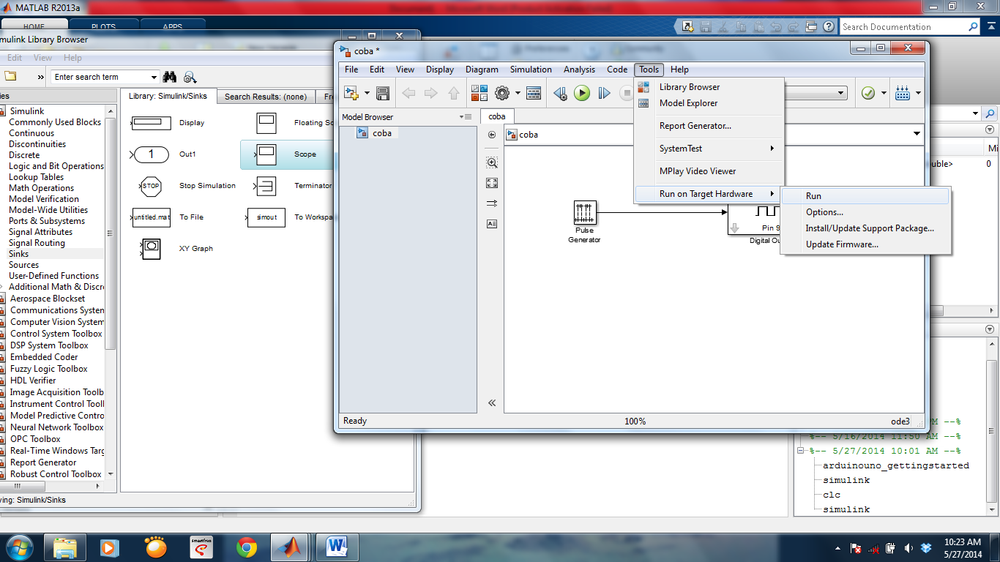 MATLAB R2013a
HOME PLOTS APPS
Search Documentation
mulink Library Browser
Edit View Help
» Enter search term
ies
Library: Simulink/Sinks Search Results: (none) Fre
Simulink
Commonly Used Blocks
Continuous
Discontinuities
Discrete
Logic and Bit Operations
Lookup Tables
Math Operations
Model Verification
Model-Wide Utilities
Ports & Subsystems
Signal Attributes
Signal Routing
Sinks
Sources
User-Defined Functions
Additional Math & Discre
Aerospace Blockset
Communications System
Computer Vision System
Control System Toolbox
DSP System Toolbox
Embedded Coder
Fuzzy Logic Toolbox
HDL Verifier
Image Acquisition Toolb
Instrument Control Tooll
Model Predictive Contro
Neural Network Toolbox
OPC Toolbox
Real-Time Windows Targ
Report Generator
Robust Control Toolbox
Display
Floating Sc
1
Out1
Scope
STOP
Stop Simulation
Terminator
untitled.mat
To File
simout
To Workspa
XY Graph
ving: Simulink/Sinks
coba *
File Edit View Display Diagram Simulation Analysis Code Tools Help
Model Browser
coba
coba
coba
Library Browser
Model Explorer
Report Generator...
SystemTest
MPlay Video Viewer
Run on Target Hardware
Run
Options...
Install/Update Support Package...
Update Firmware...
Pulse
Generator
Pin 9
Digital Ou
Ready 100% ode3
Mi
uble> 0
M --%
%-- 5/16/2014 11:50 AM --%
%-- 5/27/2014 10:01 AM --%
arduinouno_gettingstarted
simulink
clc
simulink
smartfren
10:23 AM
5/27/2014